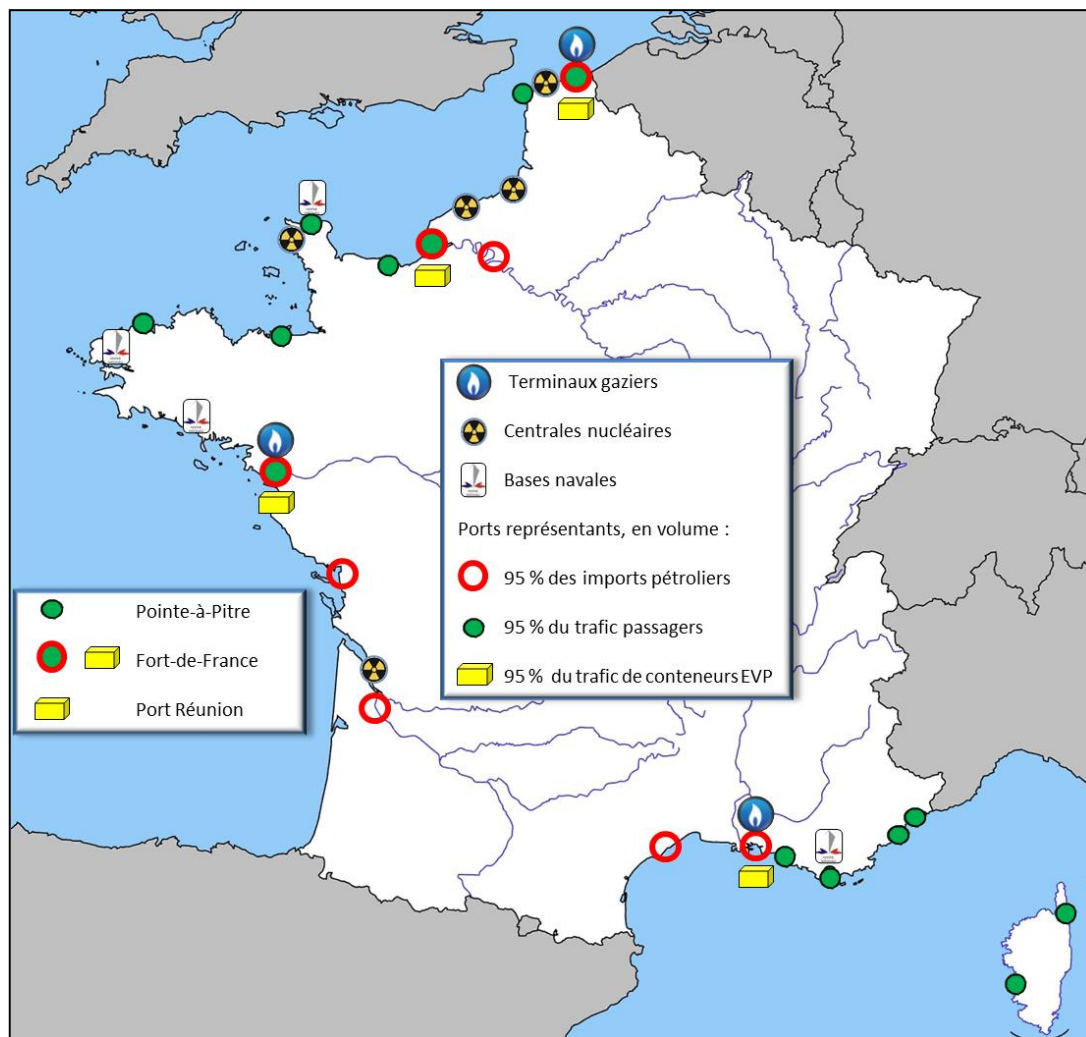 Terminaux gaziers
Centrales nucléaires
Bases navales
Ports représentants, en volume :
95 % des imports pétroliers
95 % du trafic passagers
95 % du trafic de conteneurs EVP
Pointe-à-Pitre
Fort-de-France
Port Réunion